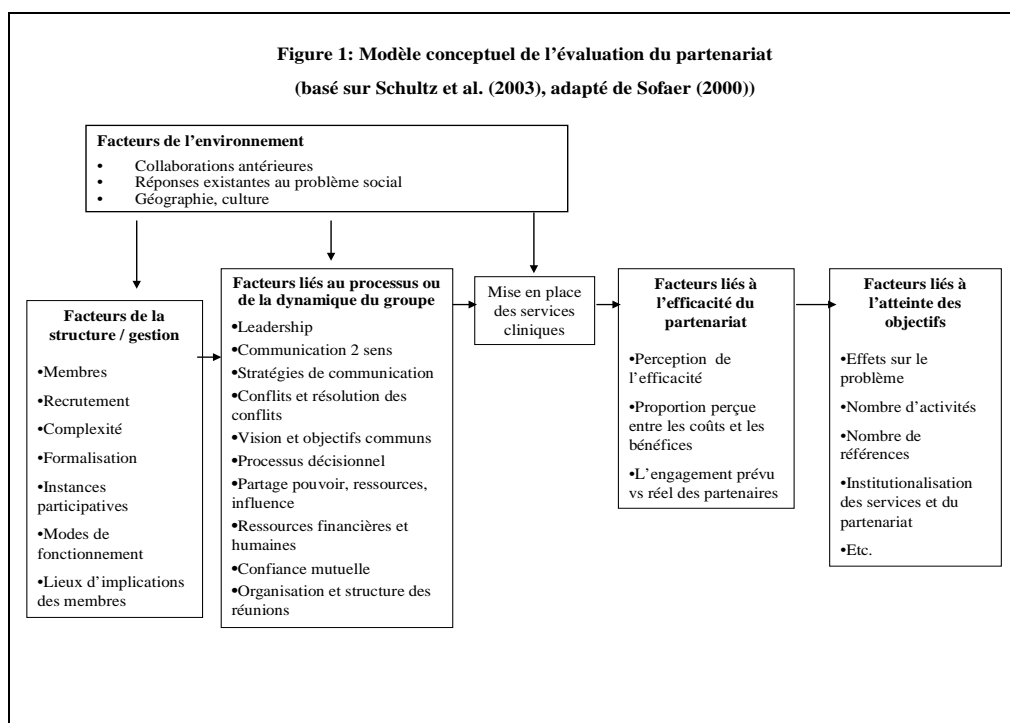 Figure 1: Modèle conceptuel de l'évaluation du partenariat
(basé sur Schultz et al. (2003), adapté de Sofaer (2000))
Facteurs de l'environnement
• Collaborations antérieures
• Réponses existantes au problème social
• Géographie, culture
Facteurs de la
structure / gestion
•Membres
•Recrutement
•Complexité
•Formalisation
•Instances
participatives
•Modes de
fonctionnement
•Lieux d'implications
des membres
Facteurs liés au processus ou
de la dynamique du groupe
•Leadership
•Communication 2 sens
•Stratégies de communication
•Conflits et résolution des
conflits
•Vision et objectifs communs
•Processus décisionnel
•Partage pouvoir, ressources,
influence
•Ressources financières et
humaines
•Confiance mutuelle
•Organisation et structure des
réunions
Mise en place
des services
cliniques
Facteurs liés à
l'efficacité du
partenariat
•Perception de
l'efficacité
•Proportion perçue
entre les coûts et les
bénéfices
•L'engagement prévu
vs réel des partenaires
Facteurs liés à
l'atteinte des
objectifs
•Effets sur le
problème
•Nombre d'activités
•Nombre de
références
•Institutionalisation
des services et du
partenariat
•Etc.